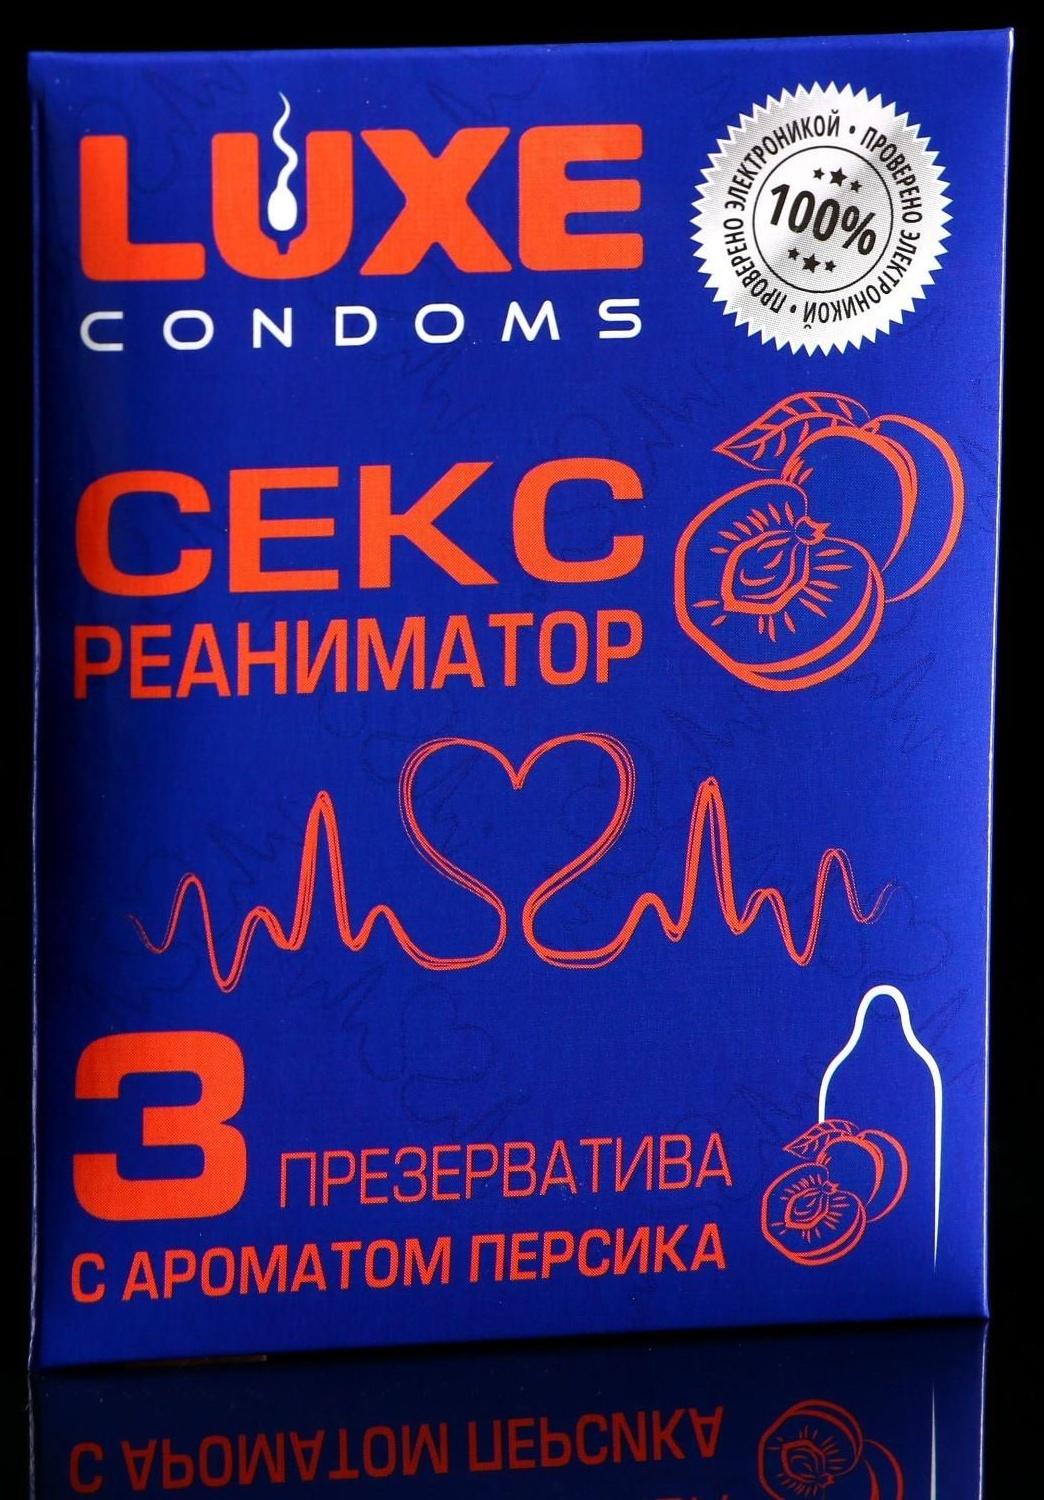 LUXE
CONDOMS
ПРОВЕРЕНО ЭЛЕКТРОНИКОЙ • ПРОВЕРЕНО ЭЛЕКТРОНИКОЙ •
100%
СЕКС
РЕАНИМАТОР
3 ПРЕЗЕРВАТИВА
С АРОМАТОМ ПЕРСИКА